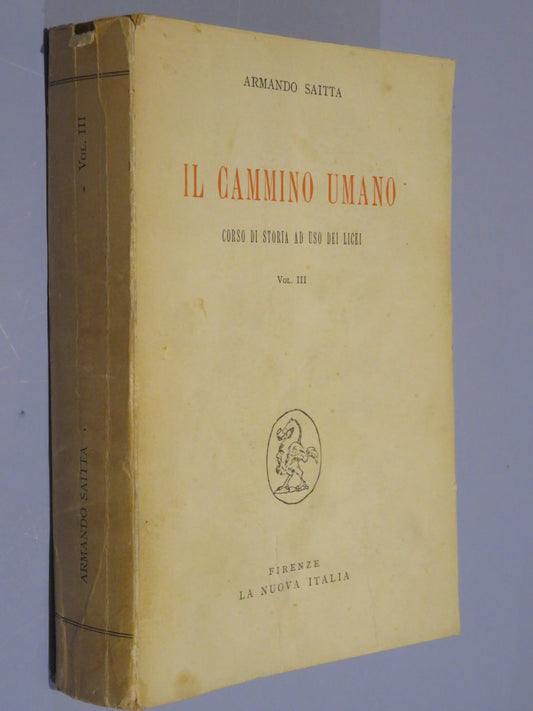 ARMANDO SAITTA
IL CAMMINO UMANO
CORSO DI STORIA AD USO DEI LICEI
VOL. III
FIRENZE
LA NUOVA ITALIA
ARMANDO SAITTA - VOL. III